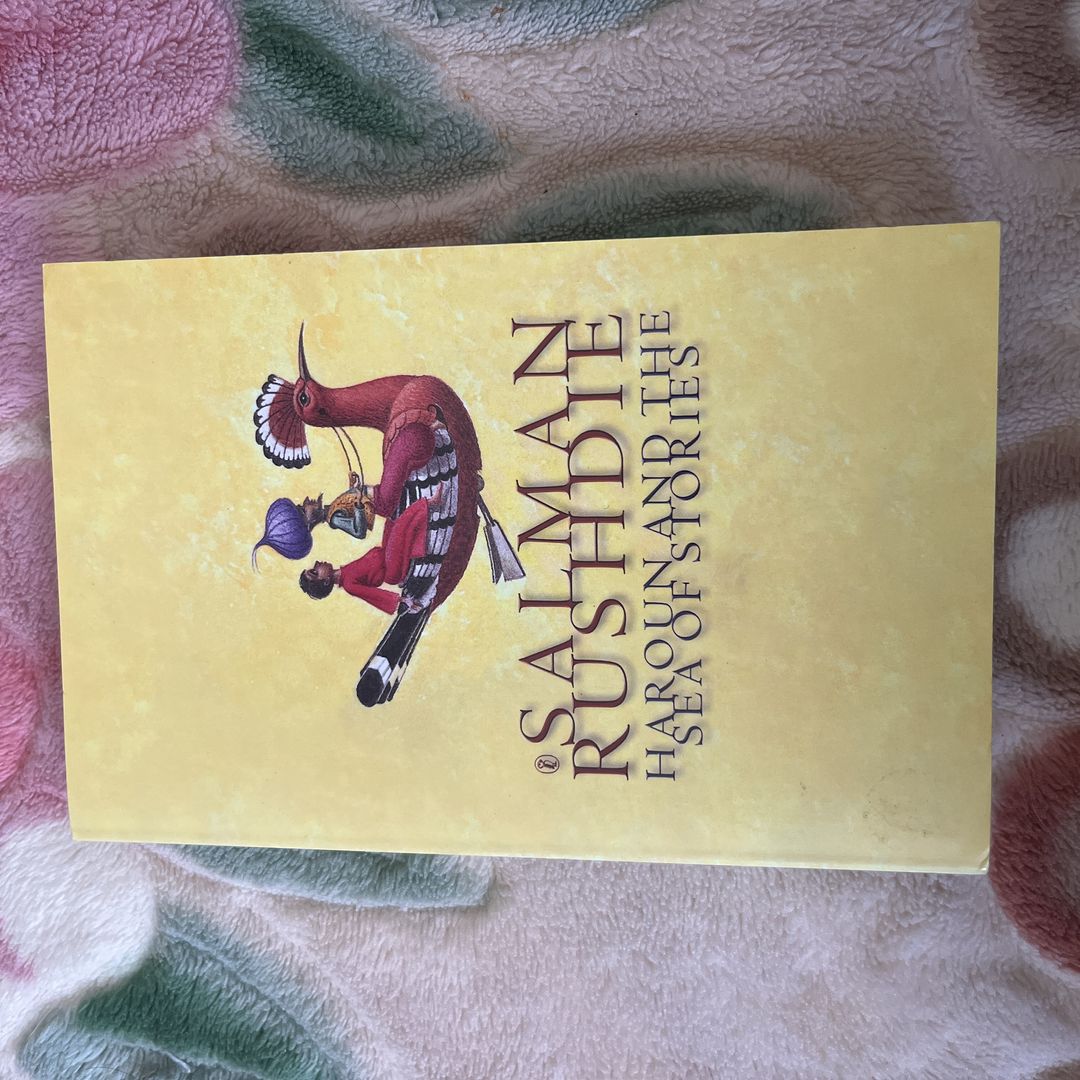 SALMAN
RUSHDIE
HAROUN AND THE
SEA OF STORIES